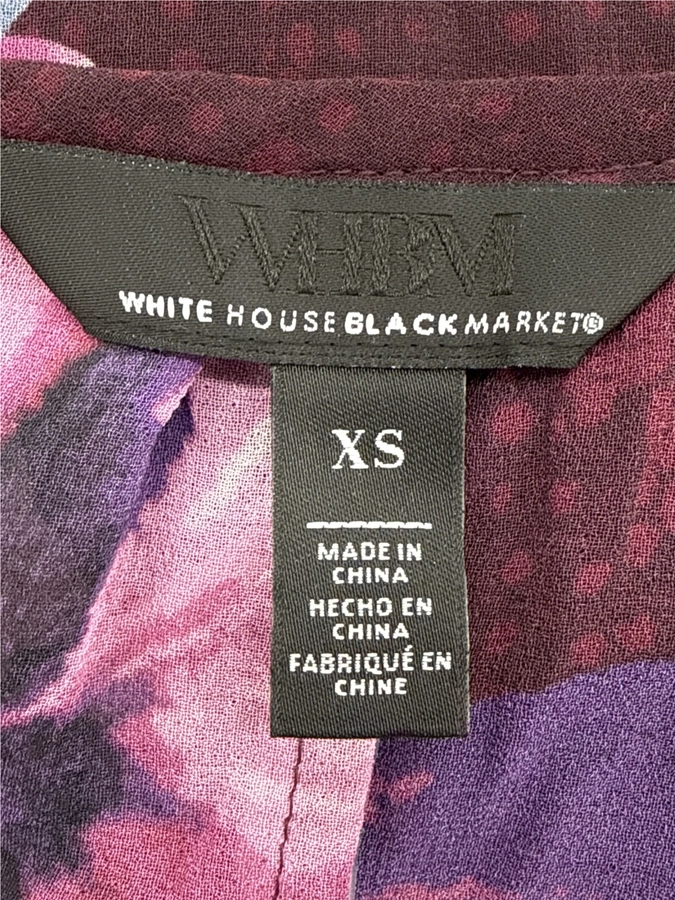 WHBM
WHITE HOUSE BLACK MARKET®
XS
MADE IN
CHINA
HECHO EN
CHINA
FABRIQUÉ EN
CHINE